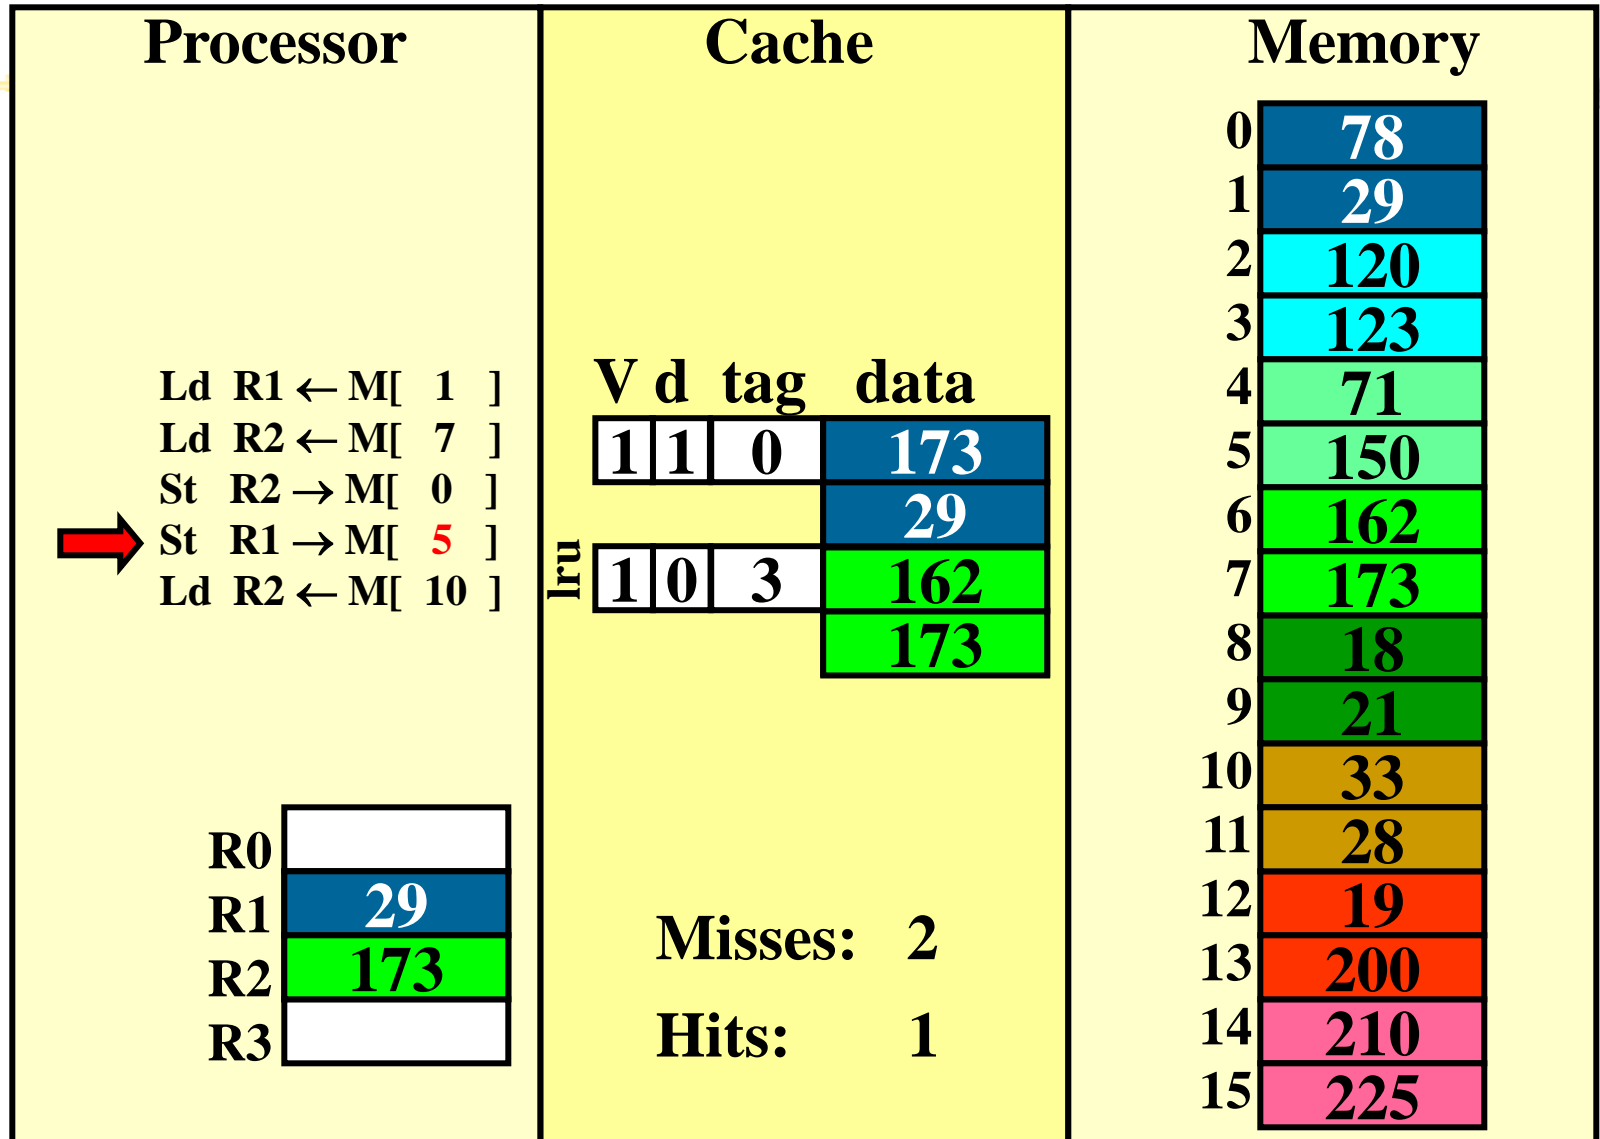 Processor
Ld R1 ← M[ 1 ]
Ld R2 ← M[ 7 ]
St R2 → M[ 0 ]
St R1 → M[ 5 ]
Ld R2 ← M[ 10 ]
R0
R1 29
R2 173
R3
Cache
V d tag data
1 1 0 173
29
lru
1 0 3 162
173
Misses: 2
Hits: 1
Memory
0 78
1 29
2 120
3 123
4 71
5 150
6 162
7 173
8 18
9 21
10 33
11 28
12 19
13 200
14 210
15 225